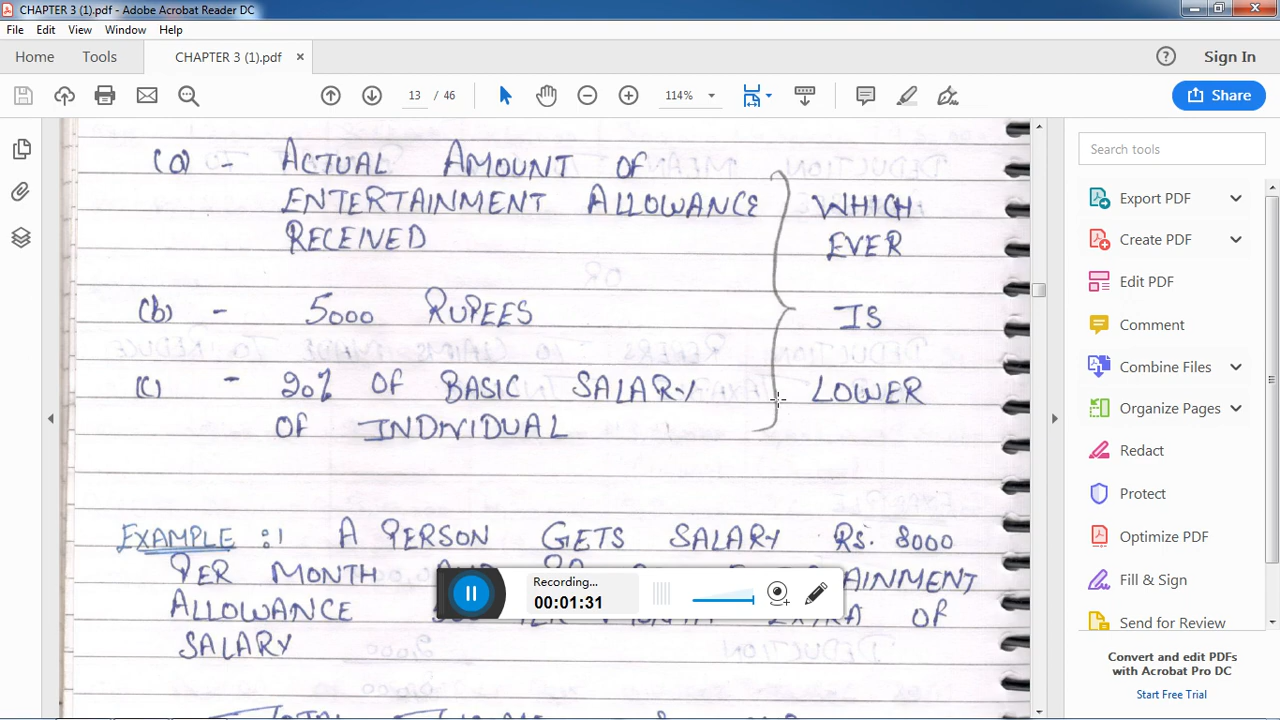 CHAPTER 3 (1).pdf - Adobe Acrobat Reader DC
File Edit View Window Help
Home Tools CHAPTER 3 (1).pdf ×
Sign In
13 / 46 114% Share
(a) - ACTUAL AMOUNT OF
ENTERTAINMENT ALLOWANCE
RECEIVED
(b) - 5000 RUPEES
(c) - 20% OF BASIC SALARY
OF INDIVIDUAL
WHICH
EVER
IS
LOWER
EXAMPLE :1 A PERSON GETS SALARY RS. 8000
PER MONTH
ALLOWANCE OF
SALARY
Recording...
00:01:31
Search tools
Export PDF
Create PDF
Edit PDF
Comment
Combine Files
Organize Pages
Redact
Protect
Optimize PDF
Fill & Sign
Send for Review
Convert and edit PDFs
with Acrobat Pro DC
Start Free Trial